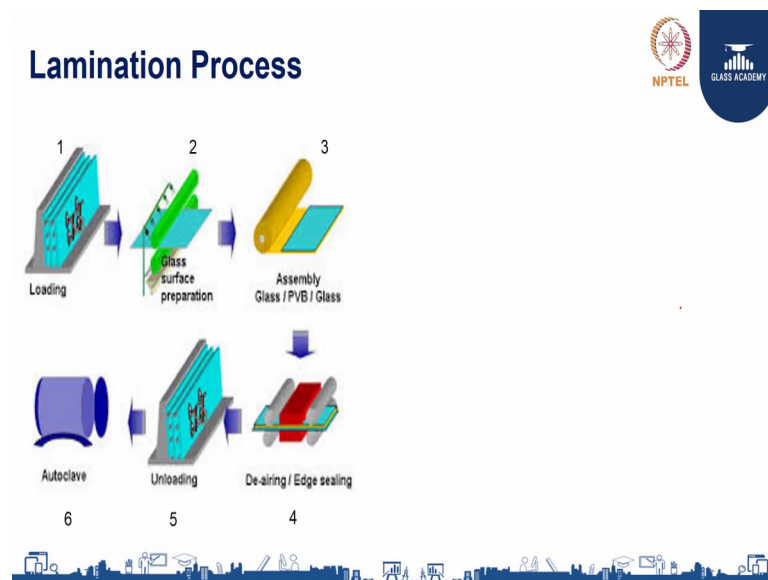 Lamination Process
NPTEL
GLASS ACADEMY
1
2
3
Loading
Glass
surface
preparation
Assembly
Glass / PVB / Glass
Autoclave
Unloading
De-airing / Edge sealing
6
5
4